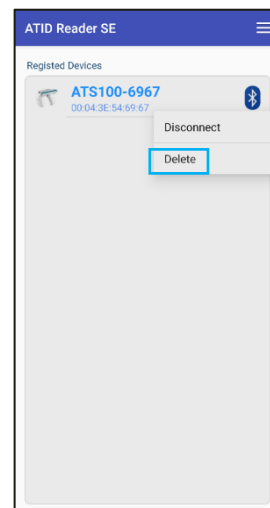 ATID Reader SE
Registed Devices
ATS100-6967
00:04:3E:54:69:67
Disconnect
Delete